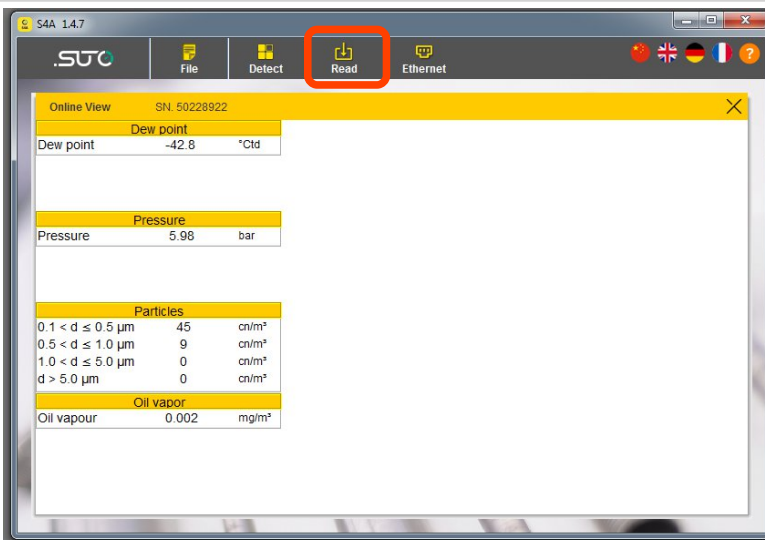 S4A 1.4.7
.SUTO
File
Detect
Read
Ethernet
?
Online View SN. 50228922
Dew point
Dew point -42.8 °Ctd
Pressure
Pressure 5.98 bar
Particles
0.1 < d ≤ 0.5 µm 45 cn/m³
0.5 < d ≤ 1.0 µm 9 cn/m³
1.0 < d ≤ 5.0 µm 0 cn/m³
d > 5.0 µm 0 cn/m³
Oil vapor
Oil vapour 0.002 mg/m³